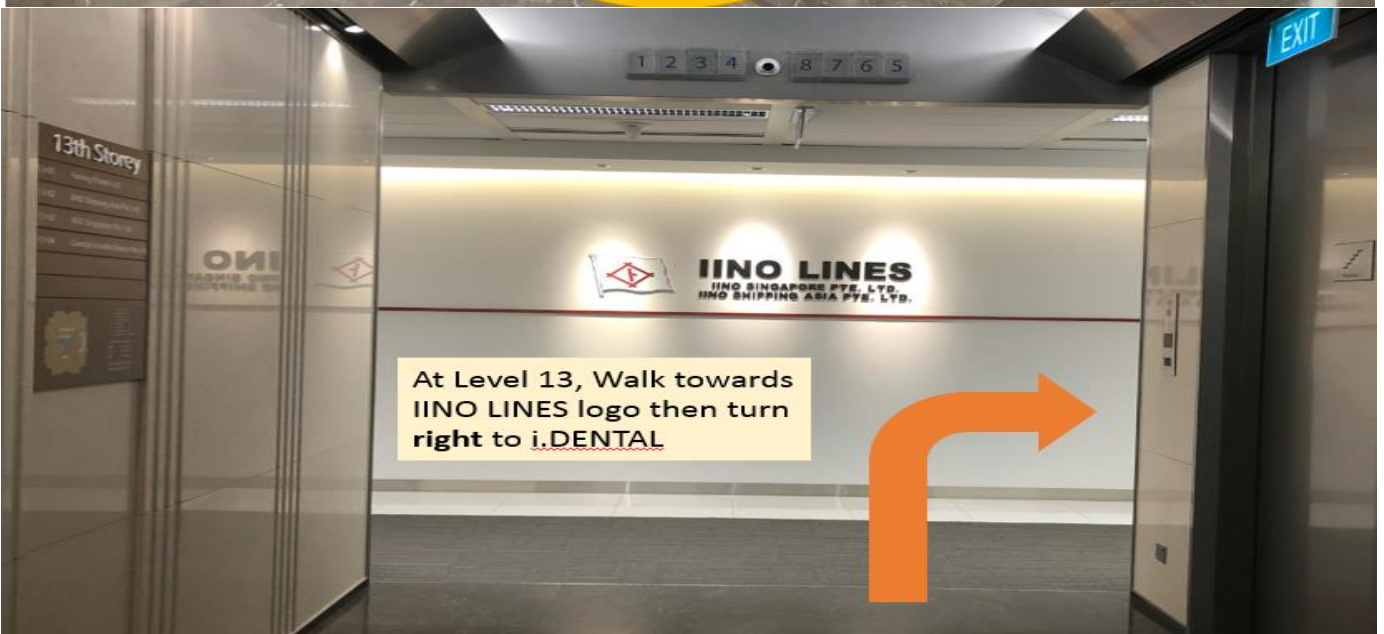 EXIT
1 2 3 4 8 7 6 5
13th Storey
IINO LINES
IINO SINGAPORE PTE. LTD.
IINO SHIPPING ASIA PTE. LTD.
At Level 13, Walk towards
IINO LINES logo then turn
right to i.DENTAL